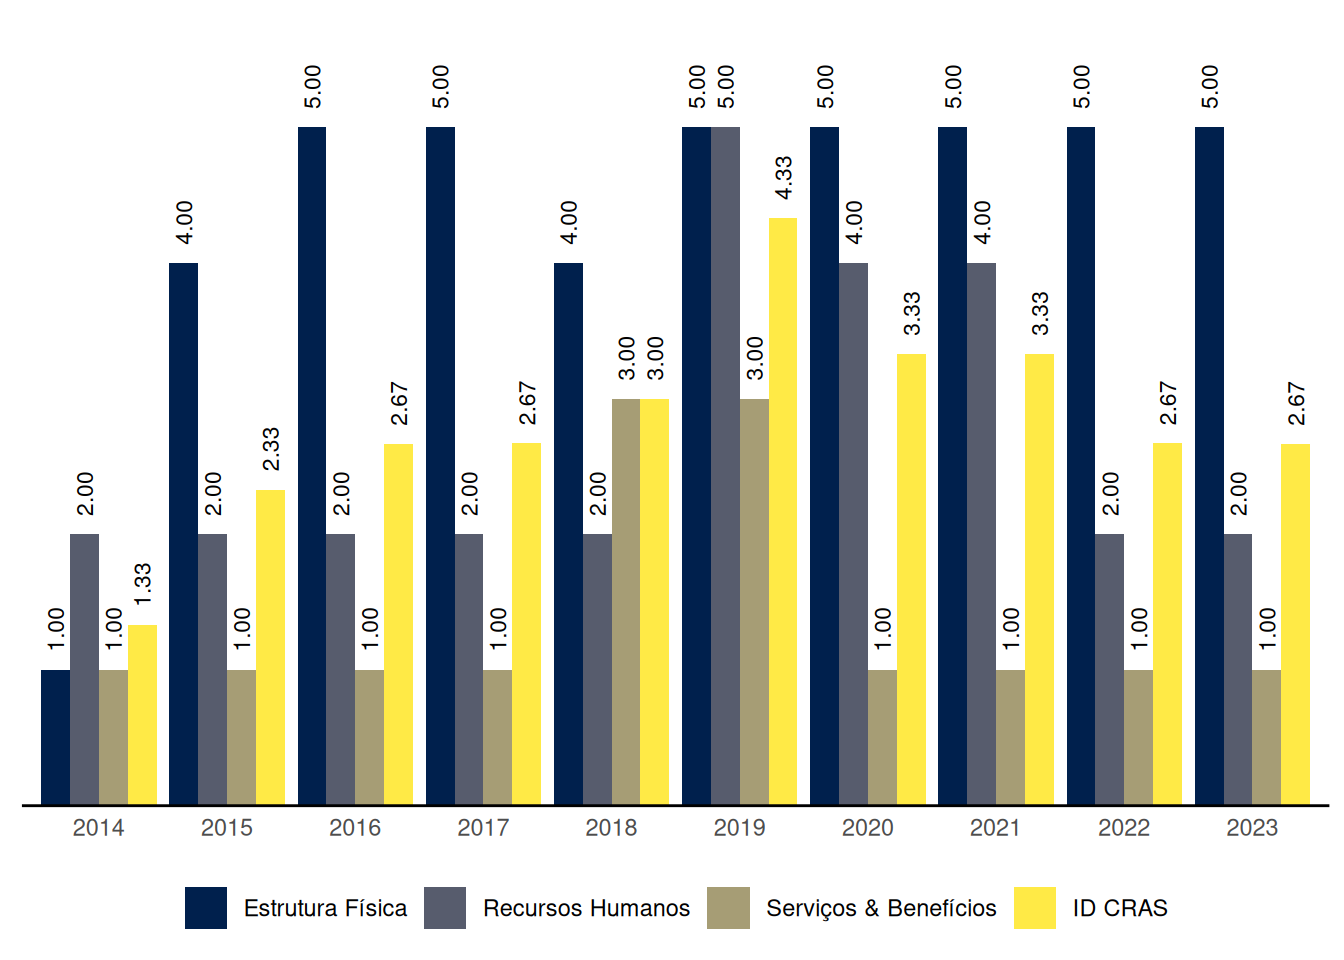 5.00 5.00 5.00 5.00 5.00 5.00 5.00 5.00
4.33
4.00 4.00 4.00 4.00
3.33 3.33
3.00 3.00 3.00
2.67 2.67 2.67 2.67
2.33
2.00 2.00 2.00 2.00 2.00 2.00 2.00
1.33
1.00 1.00 1.00 1.00 1.00 1.00 1.00 1.00 1.00
2014 2015 2016 2017 2018 2019 2020 2021 2022 2023
Estrutura Física Recursos Humanos Serviços & Benefícios ID CRAS